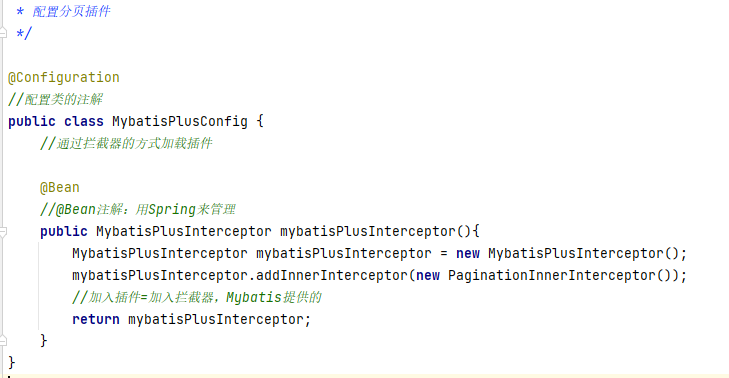 * 配置分页插件
*/
@Configuration
//配置类的注解
public class MybatisPlusConfig {
//通过拦截器的方式加载插件
@Bean
//@Bean注解：用Spring来管理
public MybatisPlusInterceptor mybatisPlusInterceptor(){
MybatisPlusInterceptor mybatisPlusInterceptor = new MybatisPlusInterceptor();
mybatisPlusInterceptor.addInnerInterceptor(new PaginationInnerInterceptor());
//加入插件=加入拦截器，Mybatis提供的
return mybatisPlusInterceptor;
}
}